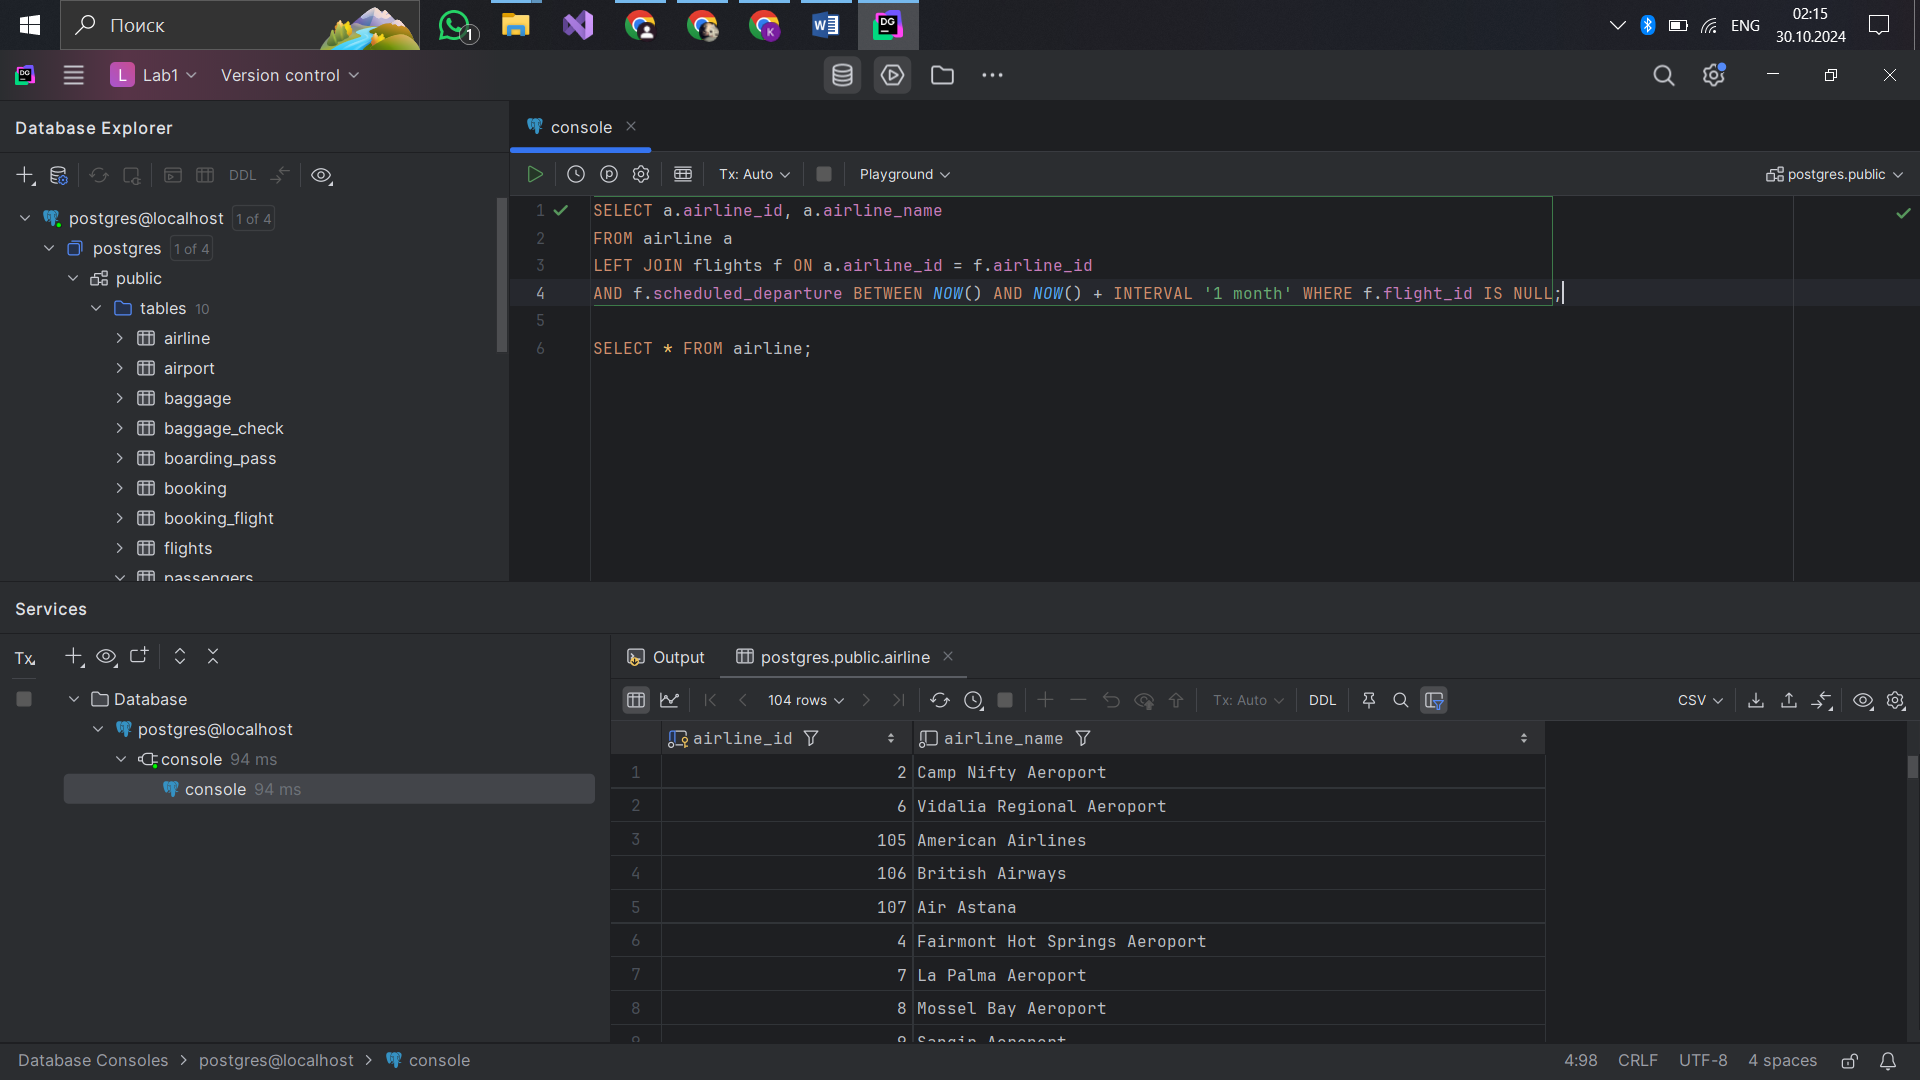 Поиск
1
ENG
02:15
30.10.2024
L Lab1
Version control
Database Explorer
console
DDL
Tx: Auto
Playground
postgres.public
postgres@localhost 1 of 4
postgres 1 of 4
public
tables 10
airline
airport
baggage
baggage_check
boarding_pass
booking
booking_flight
flights
passengers
1 SELECT a.airline_id, a.airline_name
2 FROM airline a
3 LEFT JOIN flights f ON a.airline_id = f.airline_id
4 AND f.scheduled_departure BETWEEN NOW() AND NOW() + INTERVAL '1 month' WHERE f.flight_id IS NULL;
5
6 SELECT * FROM airline;
Services
Tx
Database
postgres@localhost
console 94 ms
console 94 ms
Output
postgres.public.airline
104 rows
Tx: Auto
DDL
CSV
airline_id airline_name
1 2 Camp Nifty Aeroport
2 6 Vidalia Regional Aeroport
3 105 American Airlines
4 106 British Airways
5 107 Air Astana
6 4 Fairmont Hot Springs Aeroport
7 7 La Palma Aeroport
8 8 Mossel Bay Aeroport
9 9 Sangin Aeroport
Database Consoles > postgres@localhost > console
4:98 CRLF UTF-8 4 spaces